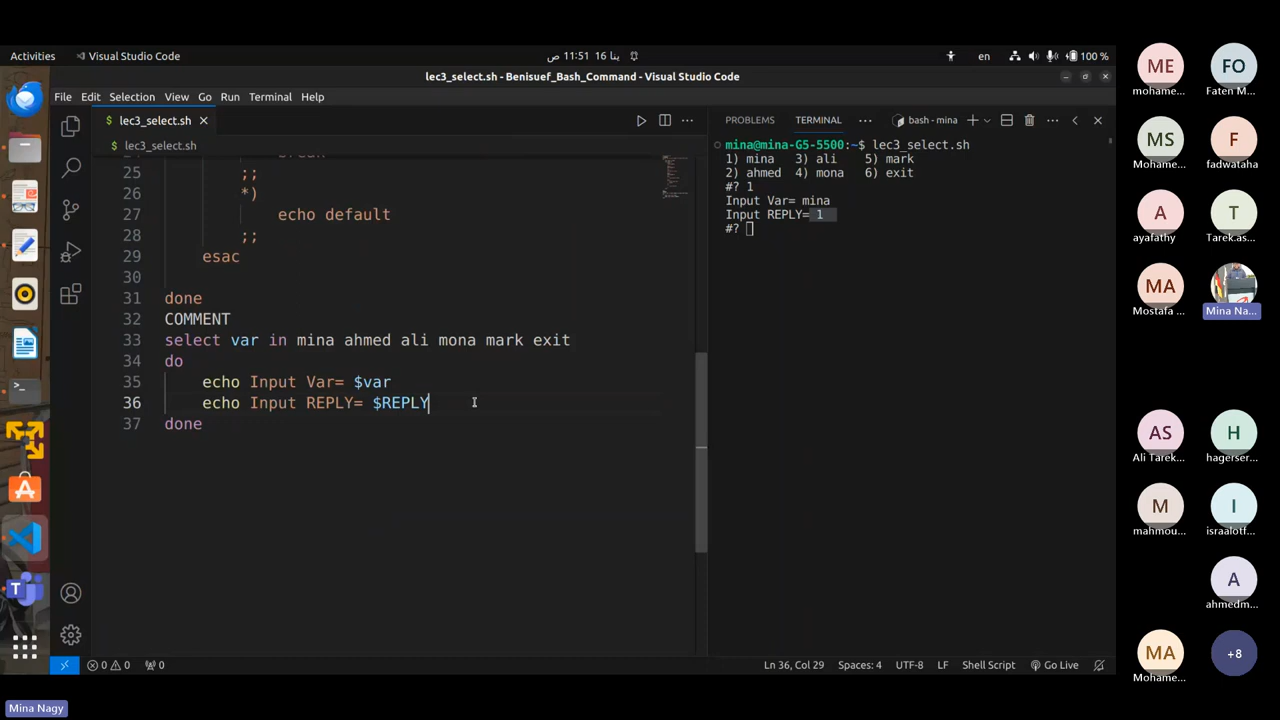 Activities
Visual Studio Code
11:51 16 ينا ص
en
100 %
lec3_select.sh - Benisuef_Bash_Command - Visual Studio Code
File Edit Selection View Go Run Terminal Help
lec3_select.sh
lec3_select.sh
25 ;;
26 *)
27 echo default
28 ;;
29 esac
30
31 done
32 COMMENT
33 select var in mina ahmed ali mona mark exit
34 do
35 echo Input Var= $var
36 echo Input REPLY= $REPLY
37 done
PROBLEMS TERMINAL ··· bash - mina
mina@mina-G5-5500:~$ lec3_select.sh
1) mina 3) ali 5) mark
2) ahmed 4) mona 6) exit
#? 1
Input Var= mina
Input REPLY= 1
#?
0 0 0
Ln 36, Col 29 Spaces: 4 UTF-8 LF Shell Script Go Live
ME FO
mohame... Faten M...
MS F
Mohame... fadwataha
A T
ayafathy Tarek.as...
MA
Mostafa ... Mina Na...
AS H
Ali Tarek... hagerser...
M I
mahmou... israalotf...
A
ahmedm...
MA +8
Mohame...
Mina Nagy